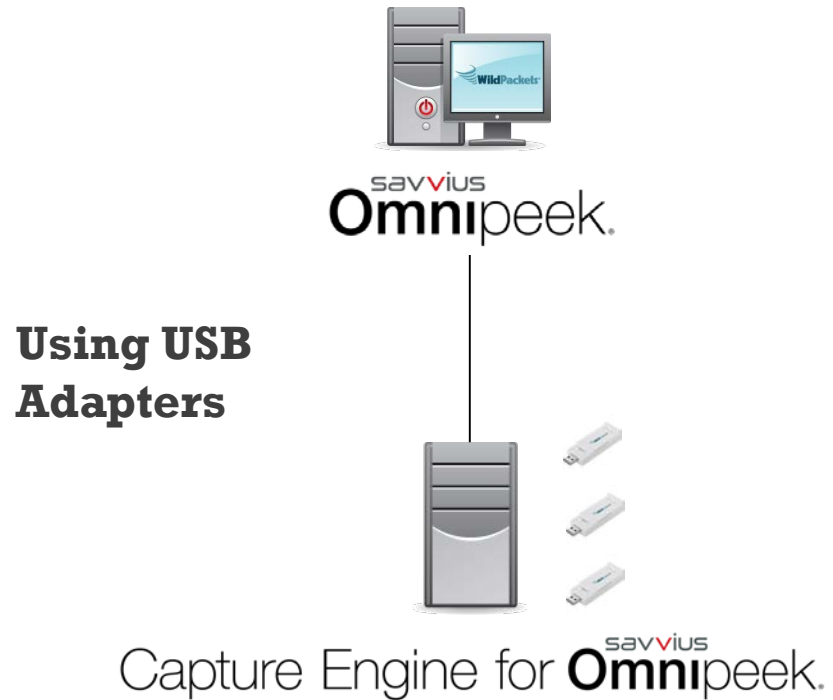 WildPackets
savvius
Omnipeek.
Using USB
Adapters
savvius
Capture Engine for Omnipeek.